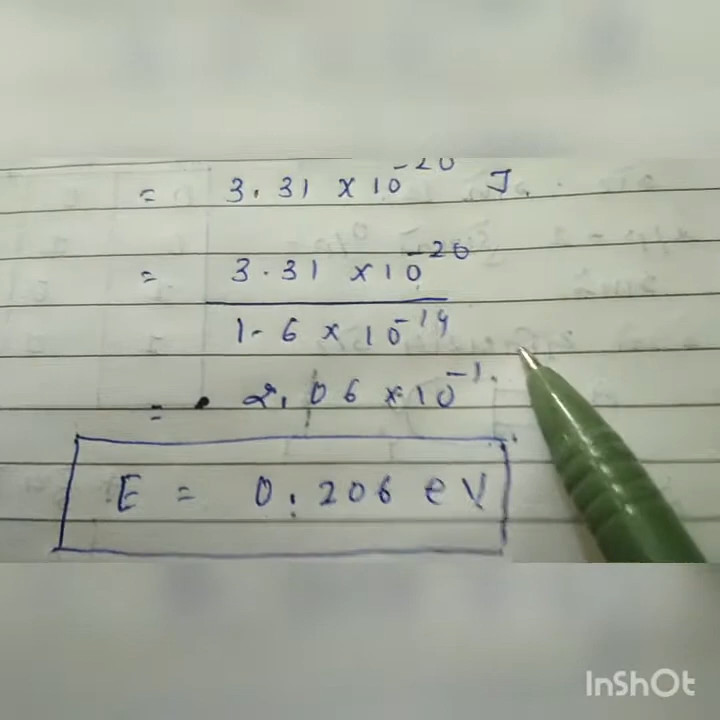 = 3.31 × 10⁻²⁰ J.
= 3.31 × 10⁻²⁰
1.6 × 10⁻¹⁹
= 2.06 × 10⁻¹.
E = 0.206 eV
InShOt